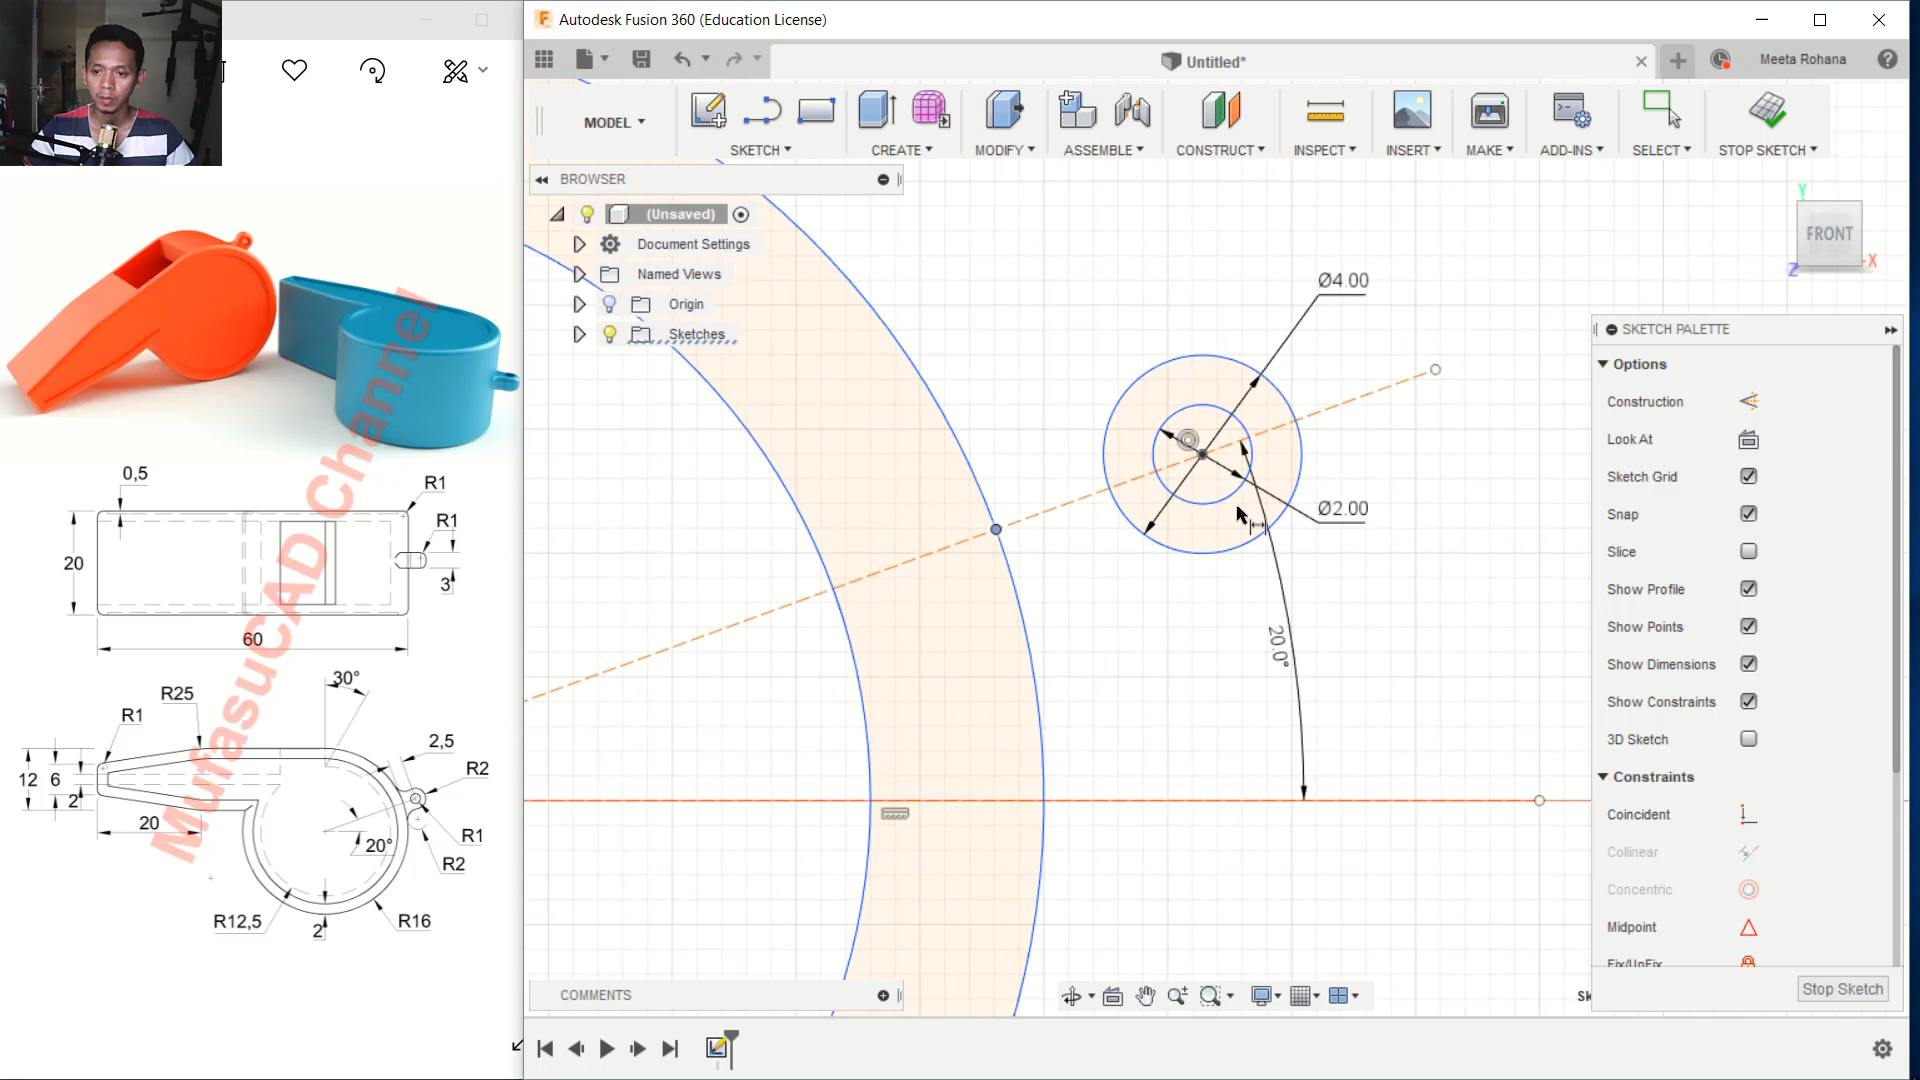 Autodesk Fusion 360 (Education License)
Untitled*
Meeta Rohana
MODEL
SKETCH
CREATE
MODIFY
ASSEMBLE
CONSTRUCT
INSPECT
INSERT
MAKE
ADD-INS
SELECT
STOP SKETCH
BROWSER
(Unsaved)
Document Settings
Named Views
Origin
Sketches
Y
FRONT
X
Z
Ø4.00
Ø2.00
20.0°
SKETCH PALETTE
Options
Construction
Look At
Sketch Grid
Snap
Slice
Show Profile
Show Points
Show Dimensions
Show Constraints
3D Sketch
Constraints
Coincident
Collinear
Concentric
Midpoint
Fix/UnFix
Stop Sketch
Sk
COMMENTS
MufasuCAD Channel
0,5
R1
R1
20
3
60
30°
R25
R1
2,5
R2
12
6
2
20
R1
20°
R2
R12,5
2
R16